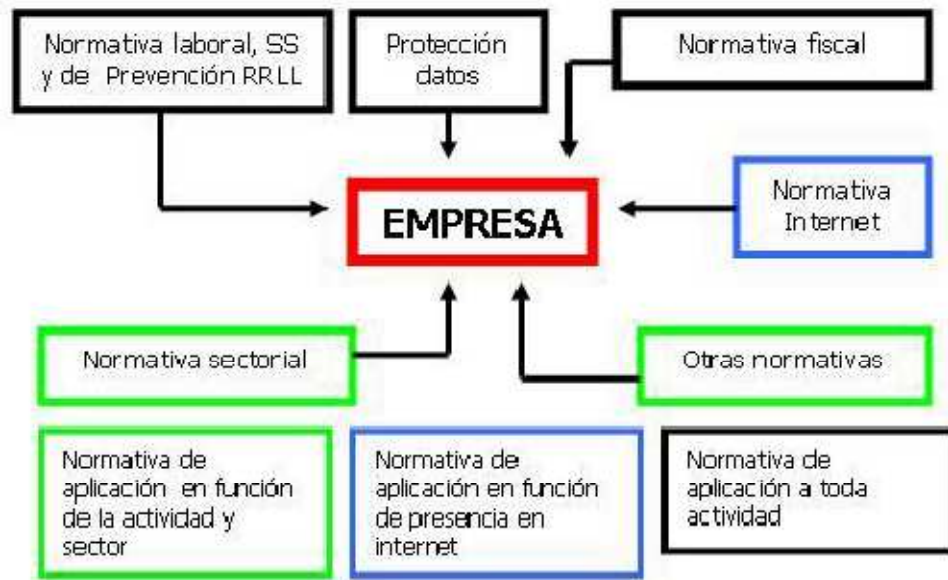 Normativa laboral, SS
y de Prevención RRLL
Protección
datos
Normativa fiscal
Normativa
Internet
EMPRESA
Normativa sectorial
Otras normativas
Normativa de
aplicación en función
de la actividad y
sector
Normativa de
aplicación en función
de presencia en
internet
Normativa de
aplicación a toda
actividad